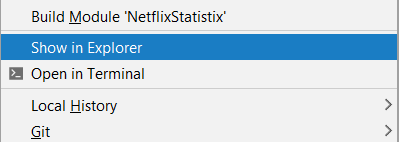 Build Module 'NetflixStatistix'
Show in Explorer
Open in Terminal
Local History
Git